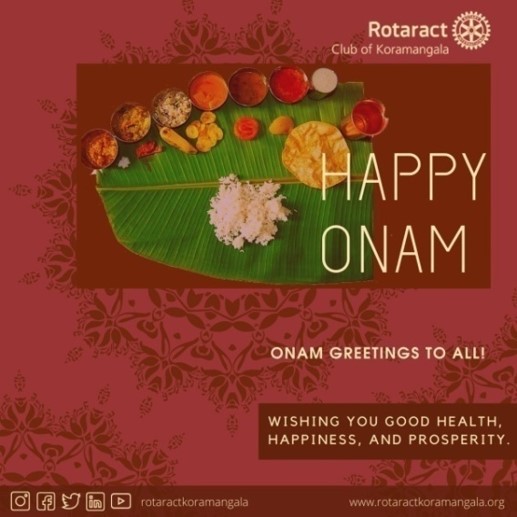 Rotaract
Club of Koramangala
HAPPY
ONAM
ONAM GREETINGS TO ALL!
WISHING YOU GOOD HEALTH,
HAPPINESS, AND PROSPERITY.
rotaractkoramangala
www.rotaractkoramangala.org